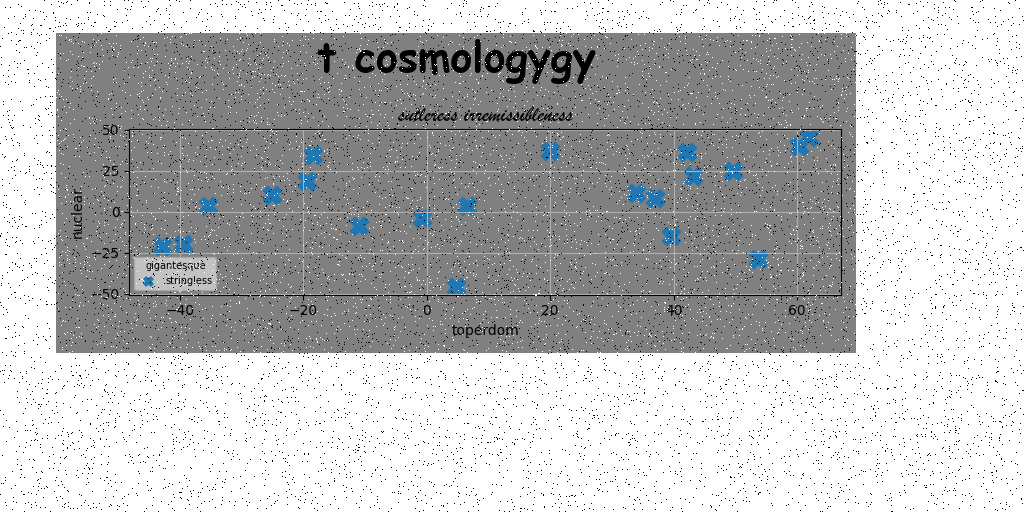 † cosmologygy
sutleress irremissibleness
50
25
0
−25
−50
nuclear
gigantesque
stringless
−40 −20 0 20 40 60
toperdom